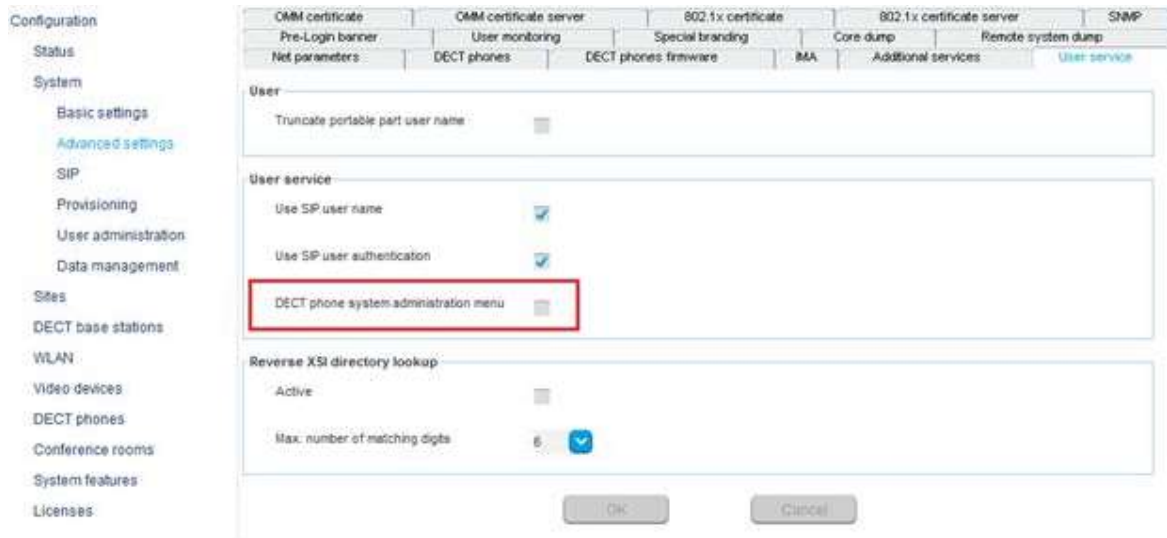 Configuration
Status
System
Basic settings
Advanced settings
SIP
Provisioning
User administration
Data management
Sites
DECT base stations
WLAN
Video devices
DECT phones
Conference rooms
System features
Licenses
OMM certificate OMM certificate server 802.1x certificate 802.1x certificate server SNMP
Pre-Login banner User monitoring Special branding Core dump Remote system dump
Net parameters DECT phones DECT phones firmware IMA Additional services User service
User
Truncate portable part user name
User service
Use SIP user name
Use SIP user authentication
DECT phone system administration menu
Reverse XSI directory lookup
Active
Max. number of matching digits 6
OK Cancel